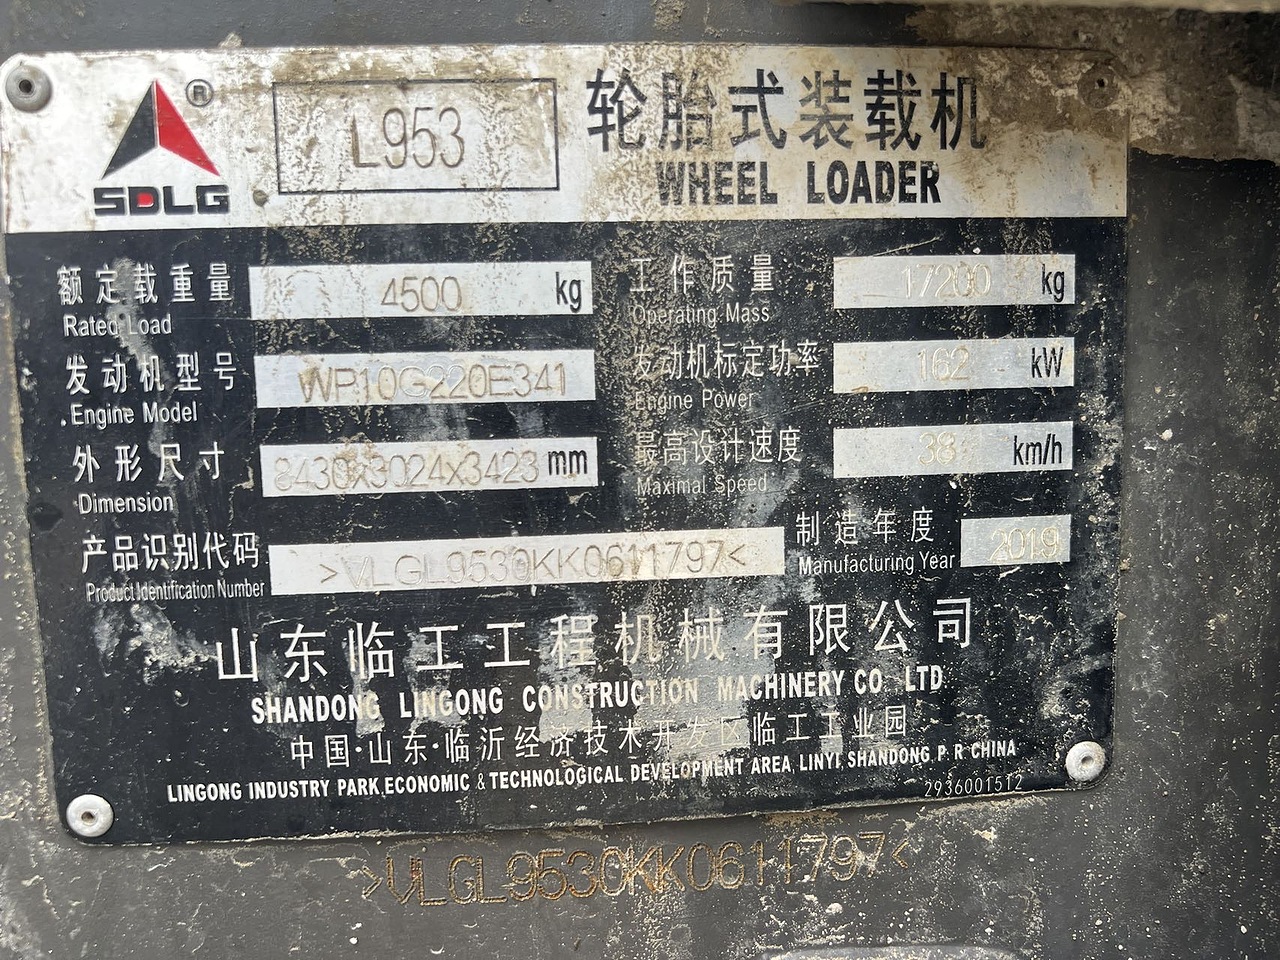 ®
SDLG
L953
轮胎式装载机
WHEEL LOADER
额定载重量 4500 kg
Rated Load
工作质量 17200 kg
Operating Mass
发动机型号 WP10G220E341
Engine Model
发动机标定功率 162 kW
Engine Power
外形尺寸 8430x3024x3423 mm
Dimension
最高设计速度 38 km/h
Maximal Speed
产品识别代码 >VLGL9530KK0611797<
Product Identification Number
制造年度 2019
Manufacturing Year
山东临工工程机械有限公司
SHANDONG LINGONG CONSTRUCTION MACHINERY CO LTD
中国·山东·临沂经济技术开发区临工工业园
LINGONG INDUSTRY PARK,ECONOMIC & TECHNOLOGICAL DEVELOPMENT AREA, LINYI, SHANDONG, P. R. CHINA
2936001512
>VLGL9530KK0611797<